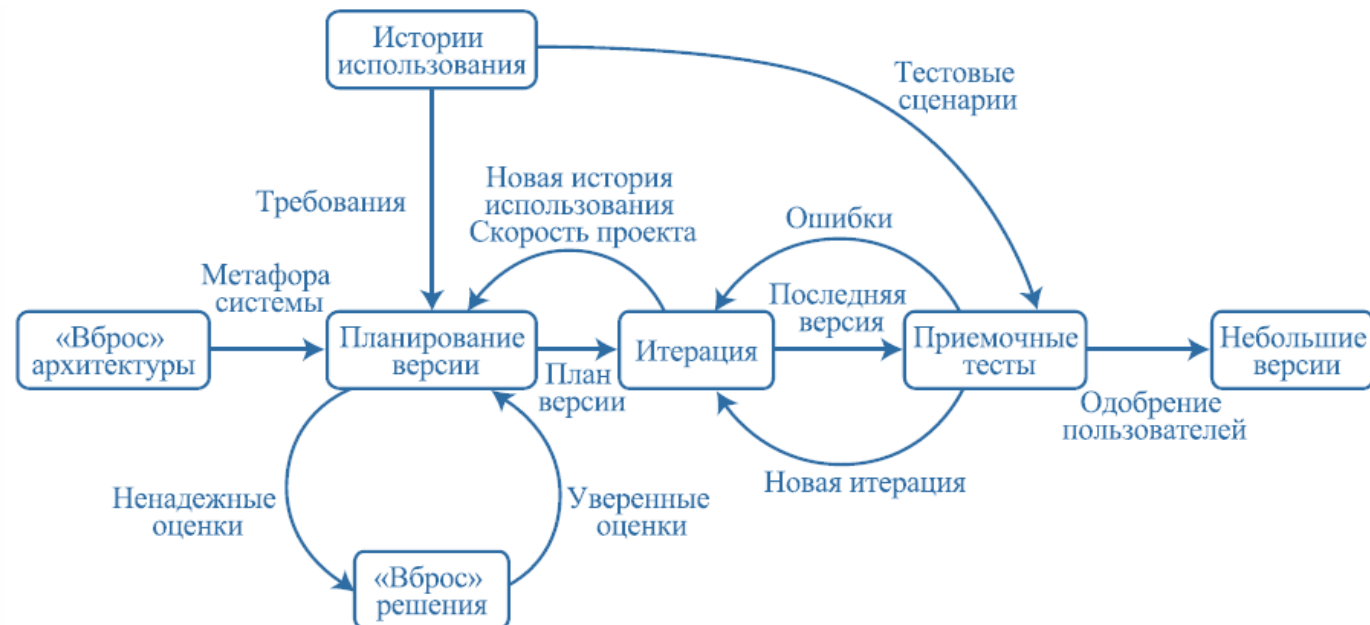 Истории
использования
Тестовые
сценарии
Требования
Новая история
использования
Скорость проекта
Ошибки
Метафора
системы
Последняя
версия
«Вброс»
архитектуры
Планирование
версии
План
версии
Итерация
Приемочные
тесты
Небольшие
версии
Одобрение
пользователей
Ненадежные
оценки
Уверенные
оценки
Новая итерация
«Вброс»
решения